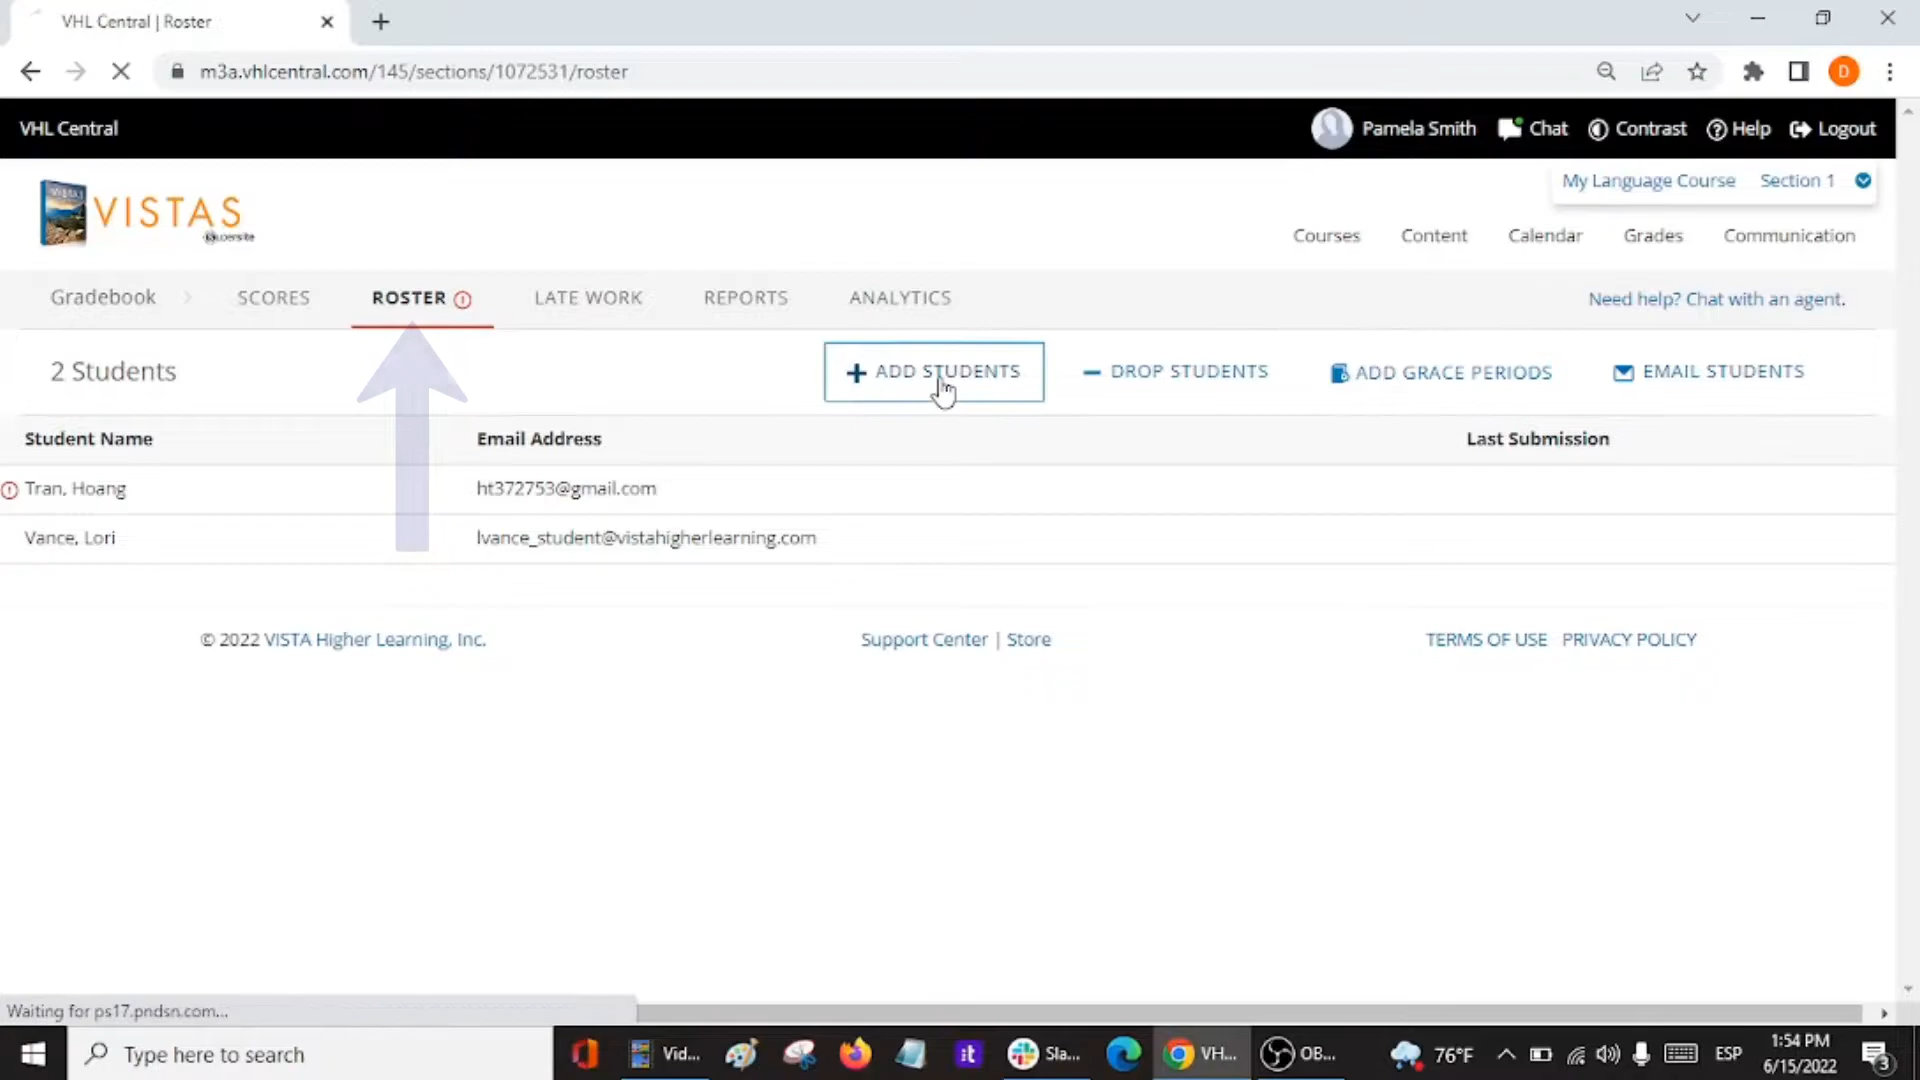 VHL Central | Roster
m3a.vhlcentral.com/145/sections/1072531/roster
D
VHL Central
Pamela Smith Chat Contrast Help Logout
My Language Course Section 1
VISTAS
Courses Content Calendar Grades Communication
Gradebook SCORES ROSTER LATE WORK REPORTS ANALYTICS
Need help? Chat with an agent.
2 Students
ADD STUDENTS DROP STUDENTS ADD GRACE PERIODS EMAIL STUDENTS
Student Name Email Address Last Submission
Tran, Hoang ht372753@gmail.com
Vance, Lori lvance_student@vistahigherlearning.com
© 2022 VISTA Higher Learning, Inc.
Support Center | Store
TERMS OF USE PRIVACY POLICY
Waiting for ps17.pndsn.com...
Type here to search
Vid... it Sla... VH... OB... 76°F ESP
1:54 PM
6/15/2022
3